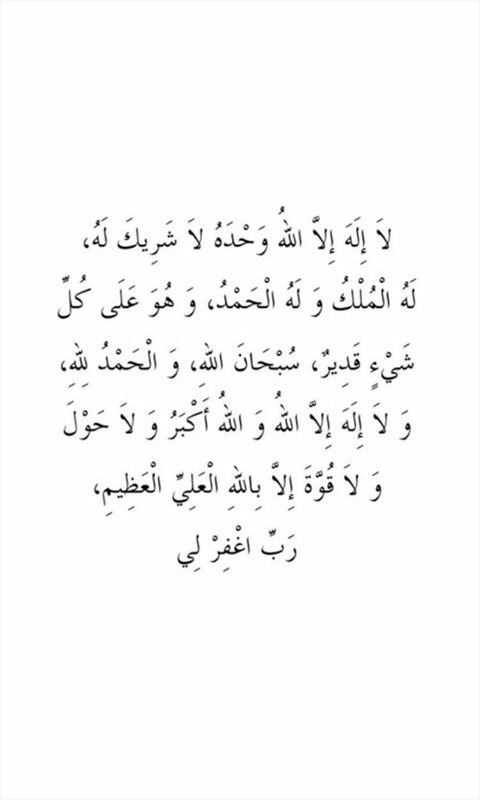 لاَ إِلَهَ إِلاَّ اللهُ وَحْدَهُ لاَ شَرِيكَ لَهُ،
لَهُ الْمُلْكُ وَ لَهُ الْحَمْدُ، وَ هُوَ عَلَى كُلِّ
شَيْءٍ قَدِيرٌ، سُبْحَانَ اللهِ، وَ الْحَمْدُ لِلهِ،
وَ لاَ إِلَهَ إِلاَّ اللهُ وَ اللهُ أَكْبَرُ وَ لاَ حَوْلَ
وَ لاَ قُوَّةَ إِلاَّ بِاللهِ الْعَلِيِّ الْعَظِيمِ،
رَبِّ اغْفِرْ لِي